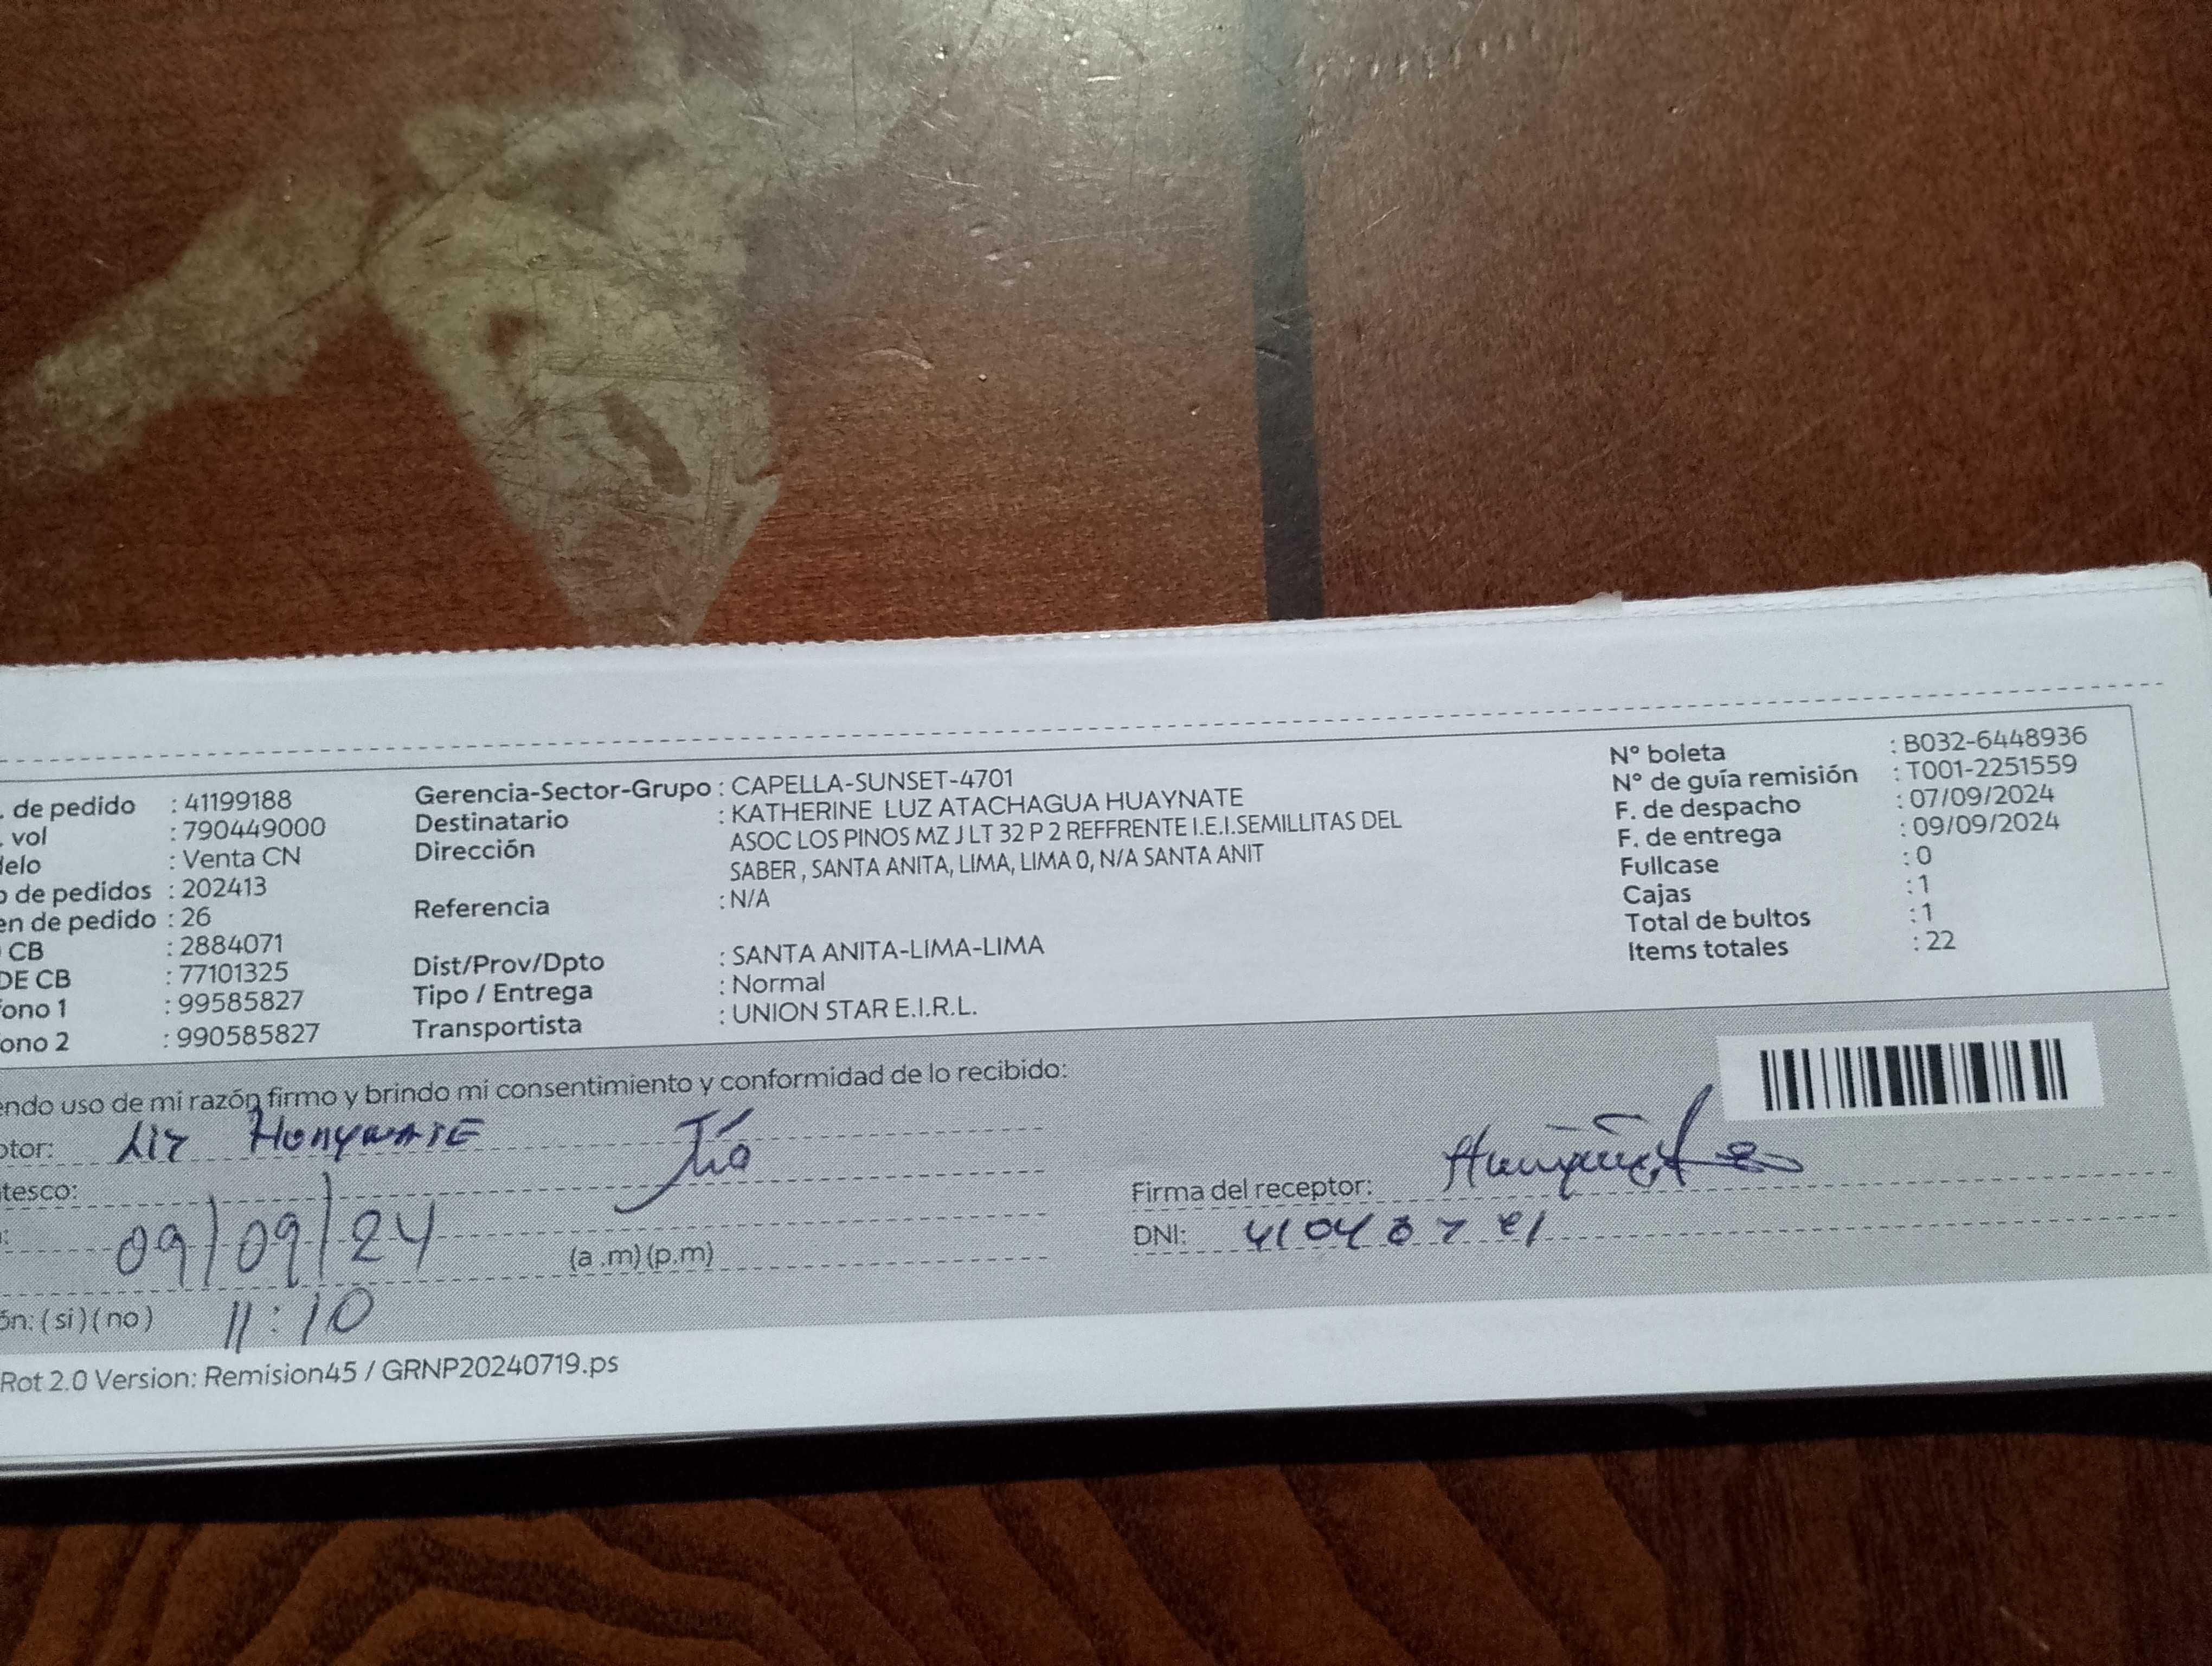 . de pedido : 41199188
. vol : 790449000
delo : Venta CN
o de pedidos : 202413
en de pedido : 26
CB : 2884071
DE CB : 77101325
fono 1 : 99585827
ono 2 : 990585827
Gerencia-Sector-Grupo : CAPELLA-SUNSET-4701
Destinatario : KATHERINE LUZ ATACHAGUA HUAYNATE
Dirección ASOC LOS PINOS MZ J LT 32 P 2 REFFRENTE I.E.I.SEMILLITAS DEL
SABER , SANTA ANITA, LIMA, LIMA 0, N/A SANTA ANIT
Referencia : N/A
Dist/Prov/Dpto : SANTA ANITA-LIMA-LIMA
Tipo / Entrega : Normal
Transportista : UNION STAR E.I.R.L.
N° boleta : B032-6448936
N° de guía remisión : T001-2251559
F. de despacho : 07/09/2024
F. de entrega : 09/09/2024
Fullcase : 0
Cajas : 1
Total de bultos : 1
Items totales : 22
endo uso de mi razón firmo y brindo mi consentimiento y conformidad de lo recibido:
ptor: Tío
tesco:
: 09/09/24 (a .m) (p.m)
ón: ( si ) ( no ) 11:10
Firma del receptor:
DNI:
Rot 2.0 Version: Remision45 / GRNP20240719.ps